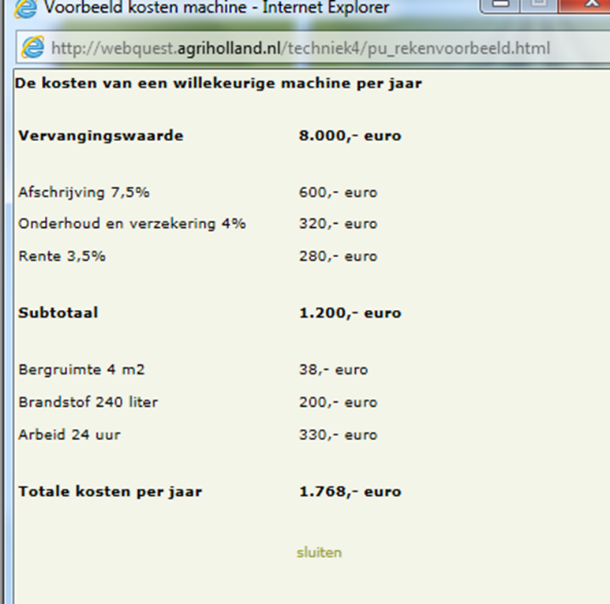 Voorbeeld kosten machine - Internet Explorer
http://webquest.agriholland.nl/techniek4/pu_rekenvoorbeeld.html
De kosten van een willekeurige machine per jaar
Vervangingswaarde 8.000,- euro
Afschrijving 7,5% 600,- euro
Onderhoud en verzekering 4% 320,- euro
Rente 3,5% 280,- euro
Subtotaal 1.200,- euro
Bergruimte 4 m2 38,- euro
Brandstof 240 liter 200,- euro
Arbeid 24 uur 330,- euro
Totale kosten per jaar 1.768,- euro
sluiten